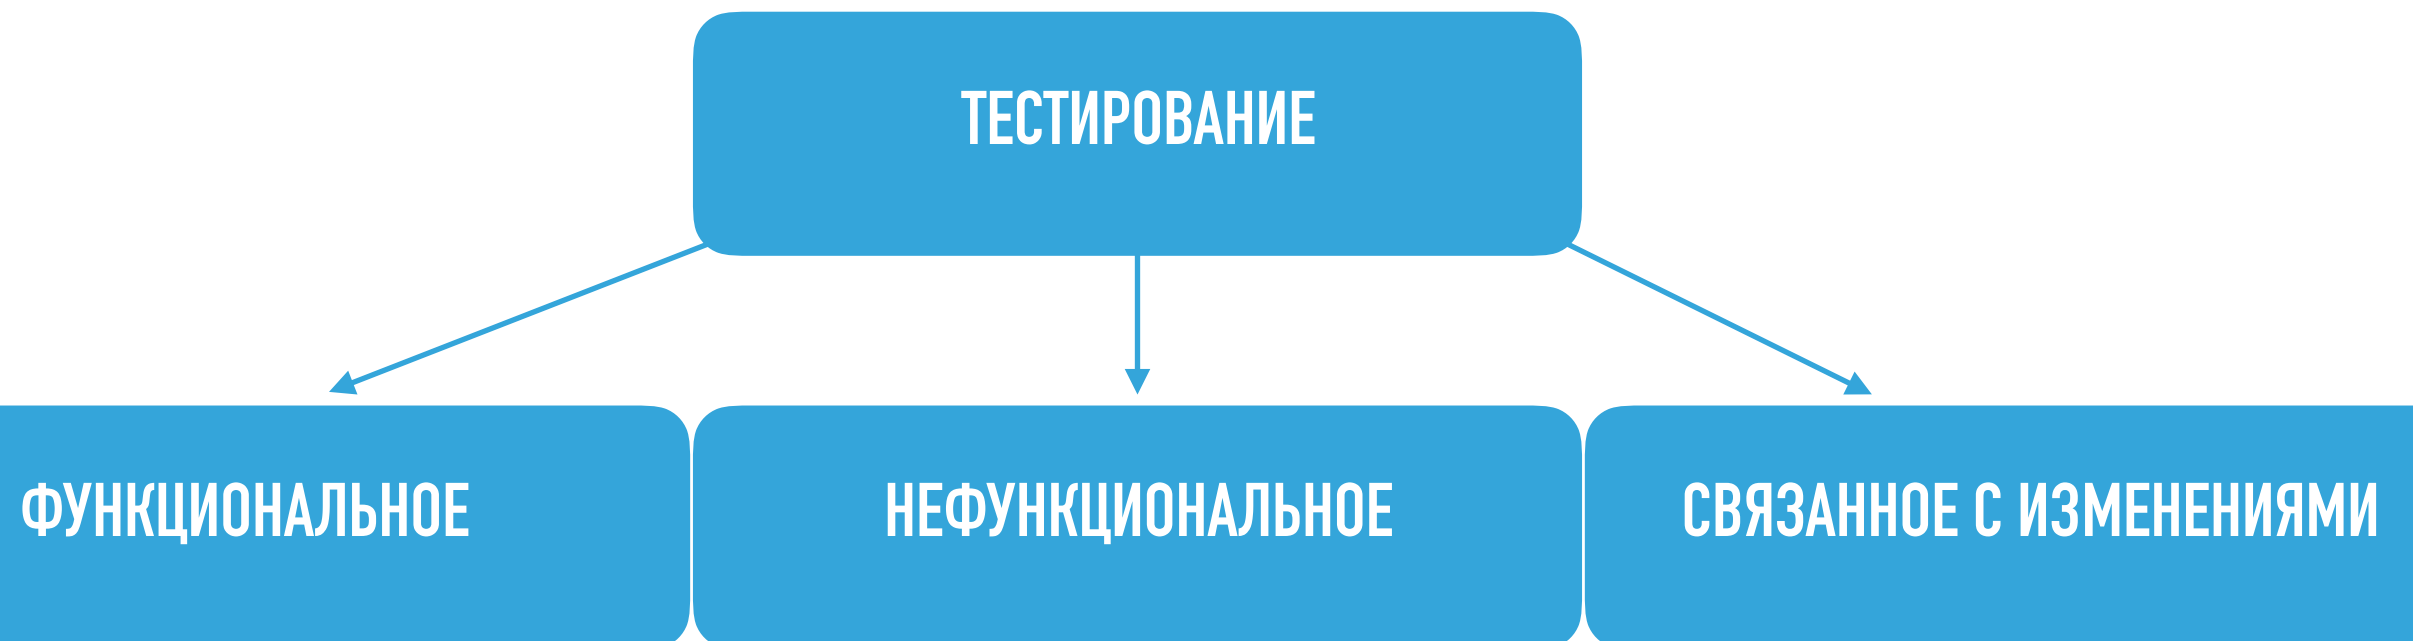 ТЕСТИРОВАНИЕ
ФУНКЦИОНАЛЬНОЕ
НЕФУНКЦИОНАЛЬНОЕ
СВЯЗАННОЕ С ИЗМЕНЕНИЯМИ